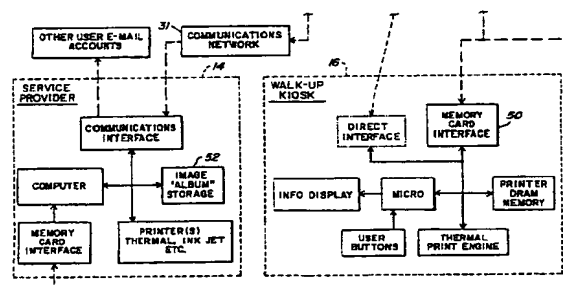 31
OTHER USER E-MAIL
ACCOUNTS
COMMUNICATIONS
NETWORK
14
SERVICE
PROVIDER
COMMUNICATIONS
INTERFACE
52
COMPUTER
IMAGE
"ALBUM"
STORAGE
MEMORY
CARD
INTERFACE
PRINTER(S)
THERMAL, INK JET
ETC.
16
WALK-UP
KIOSK
DIRECT
INTERFACE
MEMORY
CARD
INTERFACE
50
INFO DISPLAY
MICRO
PRINTER
DRAM
MEMORY
USER
BUTTONS
THERMAL
PRINT ENGINE